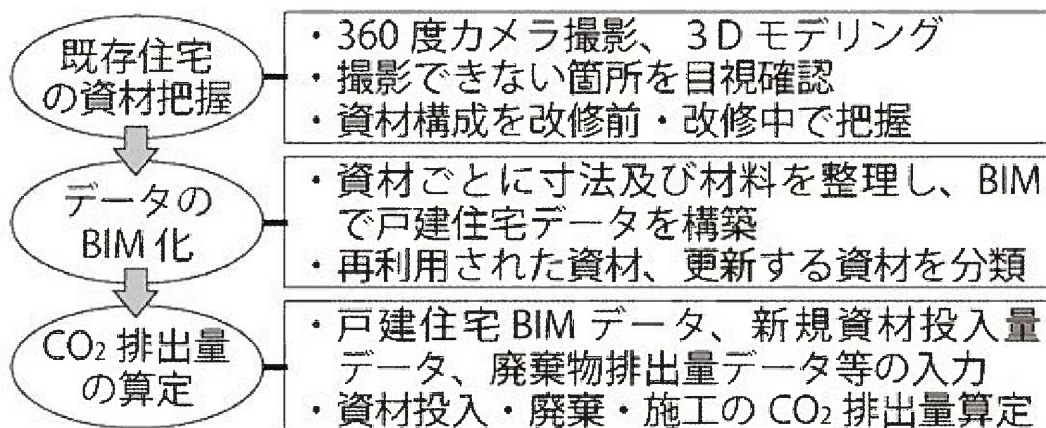 既存住宅
の資材把握
・360度カメラ撮影、3Dモデリング
・撮影できない箇所を目視確認
・資材構成を改修前・改修中で把握
データの
BIM化
・資材ごとに寸法及び材料を整理し、BIM
で戸建住宅データを構築
・再利用された資材、更新する資材を分類
CO₂排出量
の算定
・戸建住宅BIMデータ、新規資材投入量
データ、廃棄物排出量データ等の入力
・資材投入・廃棄・施工のCO₂排出量算定